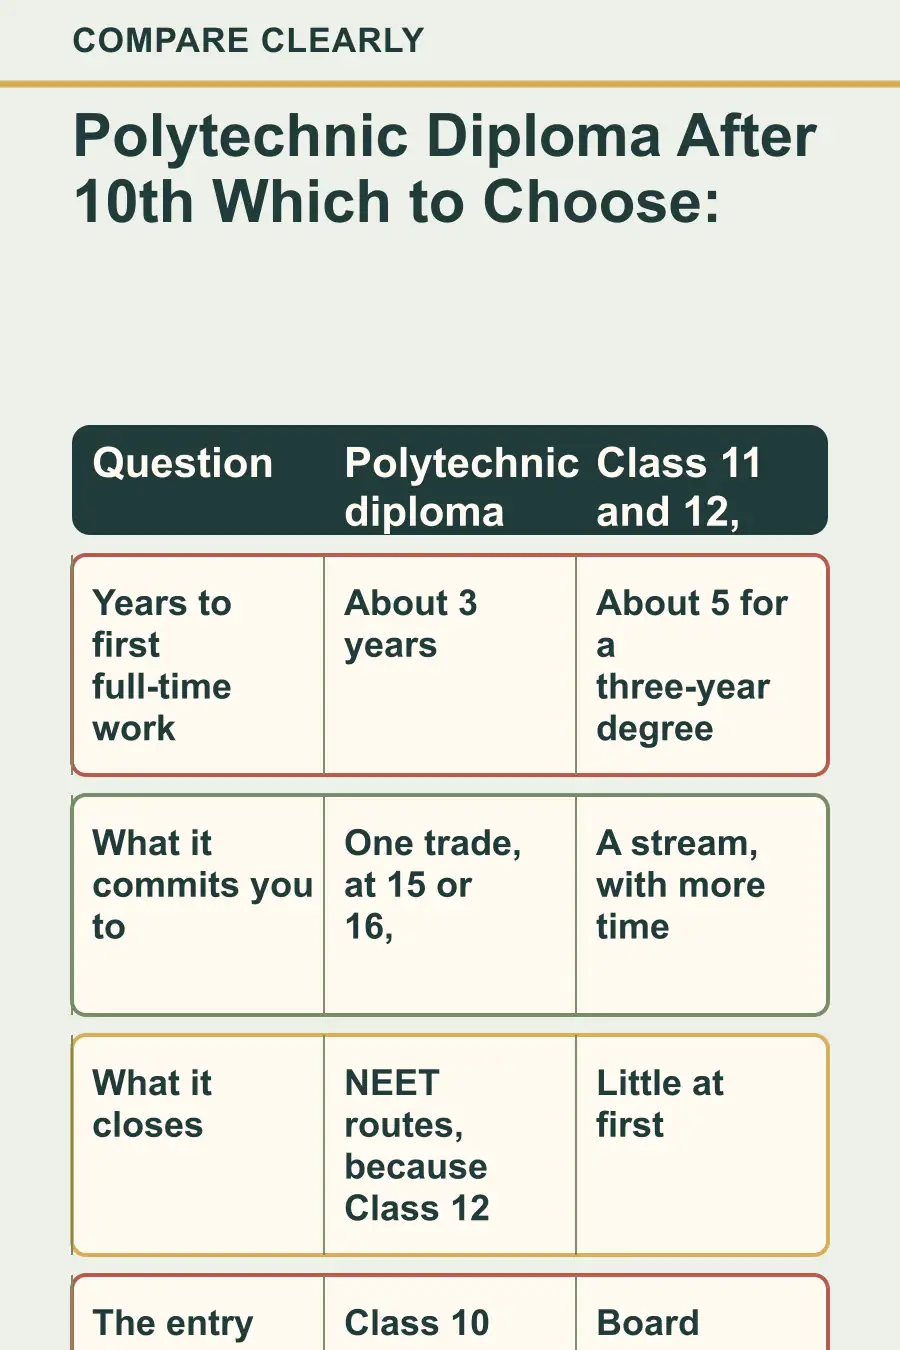 COMPARE CLEARLY
Polytechnic Diploma After
10th Which to Choose:
Question
Polytechnic
diploma
Class 11
and 12,
Years to
first
full-time
work
About 3
years
About 5 for
a
three-year
degree
What it
commits you
to
One trade,
at 15 or
16,
A stream,
with more
time
What it
closes
NEET
routes,
because
Class 12
Little at
first
The entry
Class 10
Board